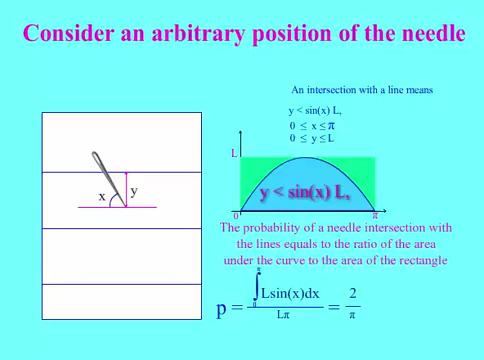 Consider an arbitrary position of the needle
An intersection with a line means
y < sin(x) L,
0 ≤ x ≤ π
0 ≤ y ≤ L
L
y < sin(x) L,
0
π
x
y
The probability of a needle intersection with
the lines equals to the ratio of the area
under the curve to the area of the rectangle
p = ∫₀^π Lsin(x)dx / Lπ = 2 / π